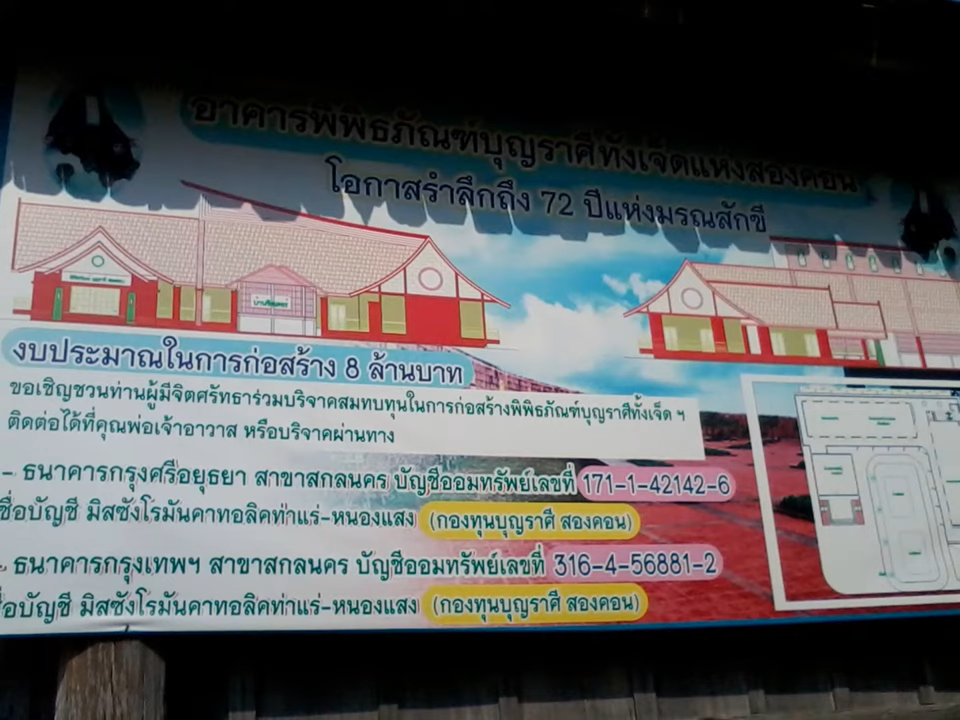 อาคารพิพิธภัณฑ์บุญราศีทั้งเจ็ดแห่งสองคอน
โอกาสรำลึกถึง 72 ปีแห่งมรณสักขี
งบประมาณในการก่อสร้าง 8 ล้านบาท
ขอเชิญชวนท่านผู้มีจิตศรัทธาร่วมบริจาคสมทบทุนในการก่อสร้างพิพิธภัณฑ์บุญราศีทั้งเจ็ด ฯ
ติดต่อได้ที่คุณพ่อเจ้าอาวาส หรือบริจาคผ่านทาง
- ธนาคารกรุงศรีอยุธยา สาขาสกลนคร บัญชีออมทรัพย์เลขที่ 171-1-42142-6
ชื่อบัญชี มิสซังโรมันคาทอลิคท่าแร่-หนองแสง (กองทุนบุญราศี สองคอน)
- ธนาคารกรุงเทพฯ สาขาสกลนคร บัญชีออมทรัพย์เลขที่ 316-4-56881-2
ชื่อบัญชี มิสซังโรมันคาทอลิคท่าแร่-หนองแสง (กองทุนบุญราศี สองคอน)